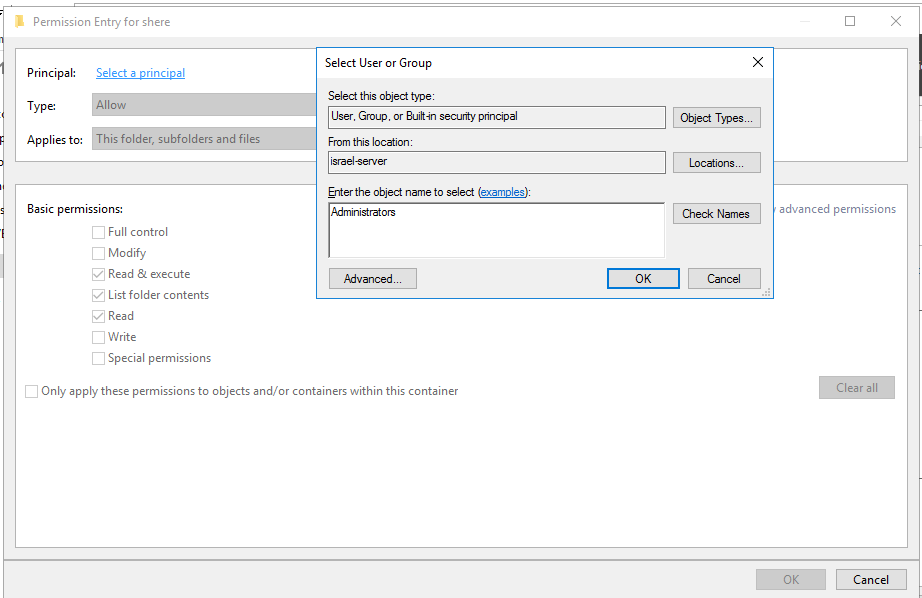 Permission Entry for shere
Principal: Select a principal
Type: Allow
Applies to: This folder, subfolders and files
Select User or Group
Select this object type:
User, Group, or Built-in security principal
Object Types...
From this location:
israel-server
Locations...
Enter the object name to select (examples):
Administrators
Check Names
Advanced...
OK
Cancel
Basic permissions:
advanced permissions
Full control
Modify
Read & execute
List folder contents
Read
Write
Special permissions
Only apply these permissions to objects and/or containers within this container
Clear all
OK
Cancel